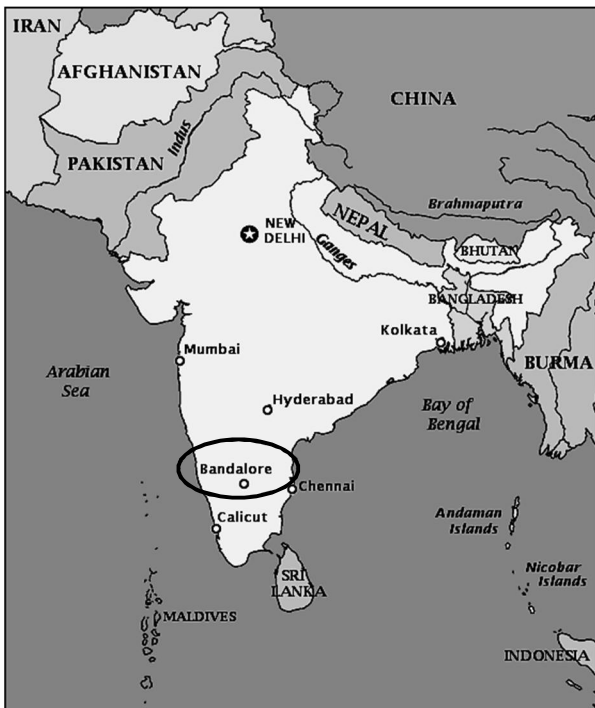 IRAN
AFGHANISTAN
CHINA
Indus
PAKISTAN
Brahmaputra
NEPAL
NEW
DELHI
Ganges
BHUTAN
BANGLADESH
Kolkata
Mumbai
BURMA
Arabian
Sea
Hyderabad
Bay of
Bengal
Bandalore
Chennai
Calicut
Andaman
Islands
Nicobar
Islands
SRI
LANKA
MALDIVES
INDONESIA